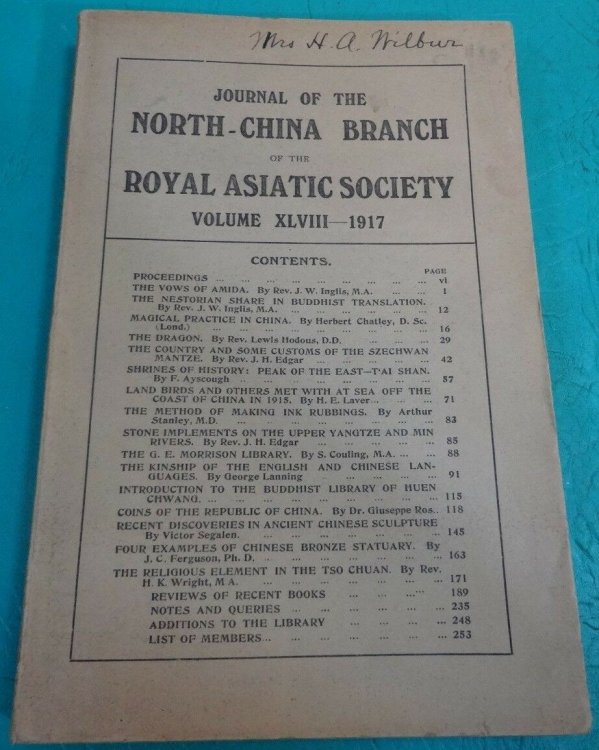 Mrs H. A. Wilbur
JOURNAL OF THE
NORTH-CHINA BRANCH
OF THE
ROYAL ASIATIC SOCIETY
VOLUME XLVIII—1917
CONTENTS.
PAGE
PROCEEDINGS ... ... ... ... ... ... ... ... vi
THE VOWS OF AMIDA. By Rev. J. W. Inglis, M.A. ... ... 1
THE NESTORIAN SHARE IN BUDDHIST TRANSLATION.
By Rev. J. W. Inglis, M.A. ... ... ... ... ... 12
MAGICAL PRACTICE IN CHINA. By Herbert Chatley, D. Sc.
(Lond.) ... ... ... ... ... ... ... ... 16
THE DRAGON. By Rev. Lewis Hodous, D.D. ... ... ... 29
THE COUNTRY AND SOME CUSTOMS OF THE SZECHWAN
MANTZE. By Rev. J. H. Edgar ... ... ... ... 42
SHRINES OF HISTORY: PEAK OF THE EAST—T'AI SHAN.
By F. Ayscough ... ... ... ... ... ... ... 57
LAND BIRDS AND OTHERS MET WITH AT SEA OFF THE
COAST OF CHINA IN 1915. By H. E. Laver... ... ... 71
THE METHOD OF MAKING INK RUBBINGS. By Arthur
Stanley, M.D. ... ... ... ... ... ... ... 83
STONE IMPLEMENTS ON THE UPPER YANGTZE AND MIN
RIVERS. By Rev. J. H. Edgar ... ... ... ... 85
THE G. E. MORRISON LIBRARY. By S. Couling, M.A. ... ... 88
THE KINSHIP OF THE ENGLISH AND CHINESE LAN-
GUAGES. By George Lanning ... ... ... ... 91
INTRODUCTION TO THE BUDDHIST LIBRARY OF HUEN
CHWANG. ... ... ... ... ... ... ... ... 115
COINS OF THE REPUBLIC OF CHINA. By Dr. Giuseppe Ros.. 118
RECENT DISCOVERIES IN ANCIENT CHINESE SCULPTURE
By Victor Segalen. ... ... ... ... ... ... 145
FOUR EXAMPLES OF CHINESE BRONZE STATUARY. By
J. C. Ferguson, Ph. D. ... ... ... ... ... ... 163
THE RELIGIOUS ELEMENT IN THE TSO CHUAN. By Rev.
H. K. Wright, M A. ... ... ... ... ... ... 171
REVIEWS OF RECENT BOOKS ... ... ... 189
NOTES AND QUERIES ... ... ... ... 235
ADDITIONS TO THE LIBRARY ... ... ... 248
LIST OF MEMBERS .. ... ... ... ... ... 253